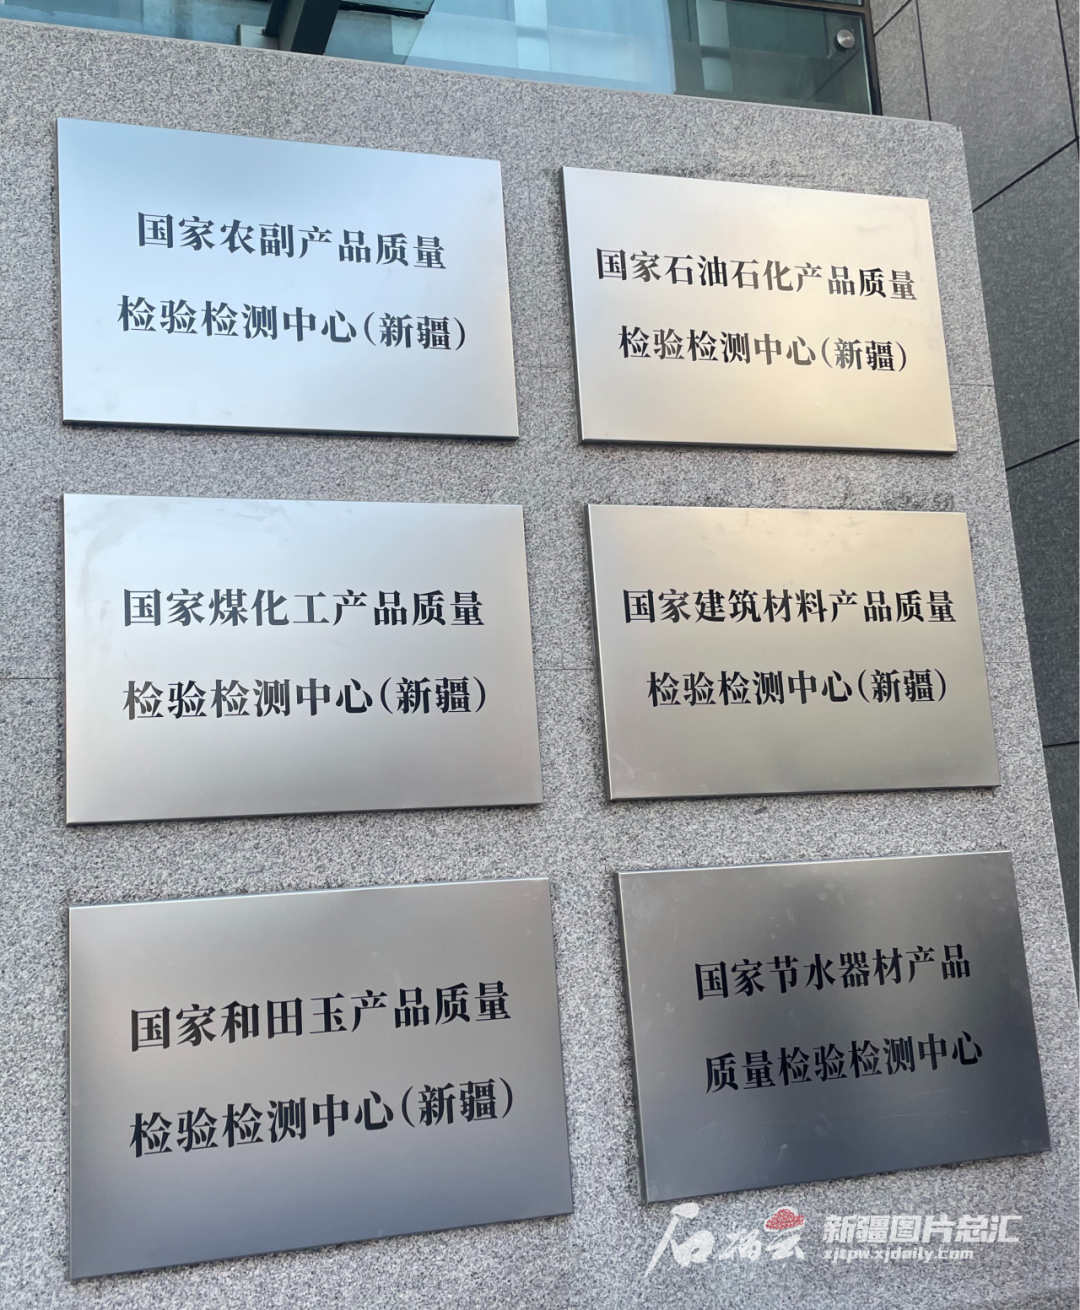 国家农副产品质量
检验检测中心(新疆)
国家石油石化产品质量
检验检测中心(新疆)
国家煤化工产品质量
检验检测中心(新疆)
国家建筑材料产品质量
检验检测中心(新疆)
国家和田玉产品质量
检验检测中心(新疆)
国家节水器材产品
质量检验检测中心
石榴云
新疆图片总汇
xjtpw.xjdaily.com